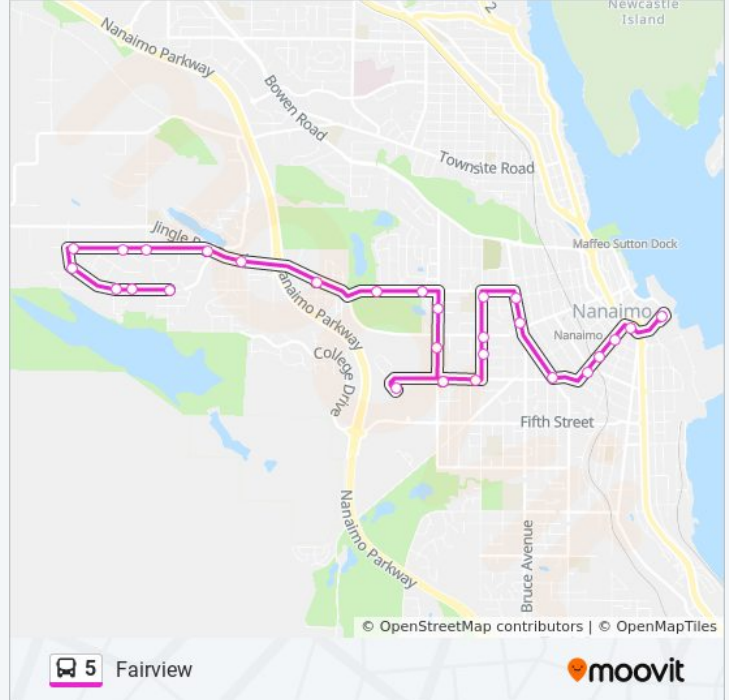 Newcastle
Island
2
Nanaimo Parkway
Bowen Road
Townsite Road
Jingle
Maffeo Sutton Dock
Nanaimo Parkway
Nanaimo
Nanaimo
College Drive
Fifth Street
Nanaimo Parkway
Bruce Avenue
© OpenStreetMap contributors | © OpenMapTiles
5 Fairview
moovit